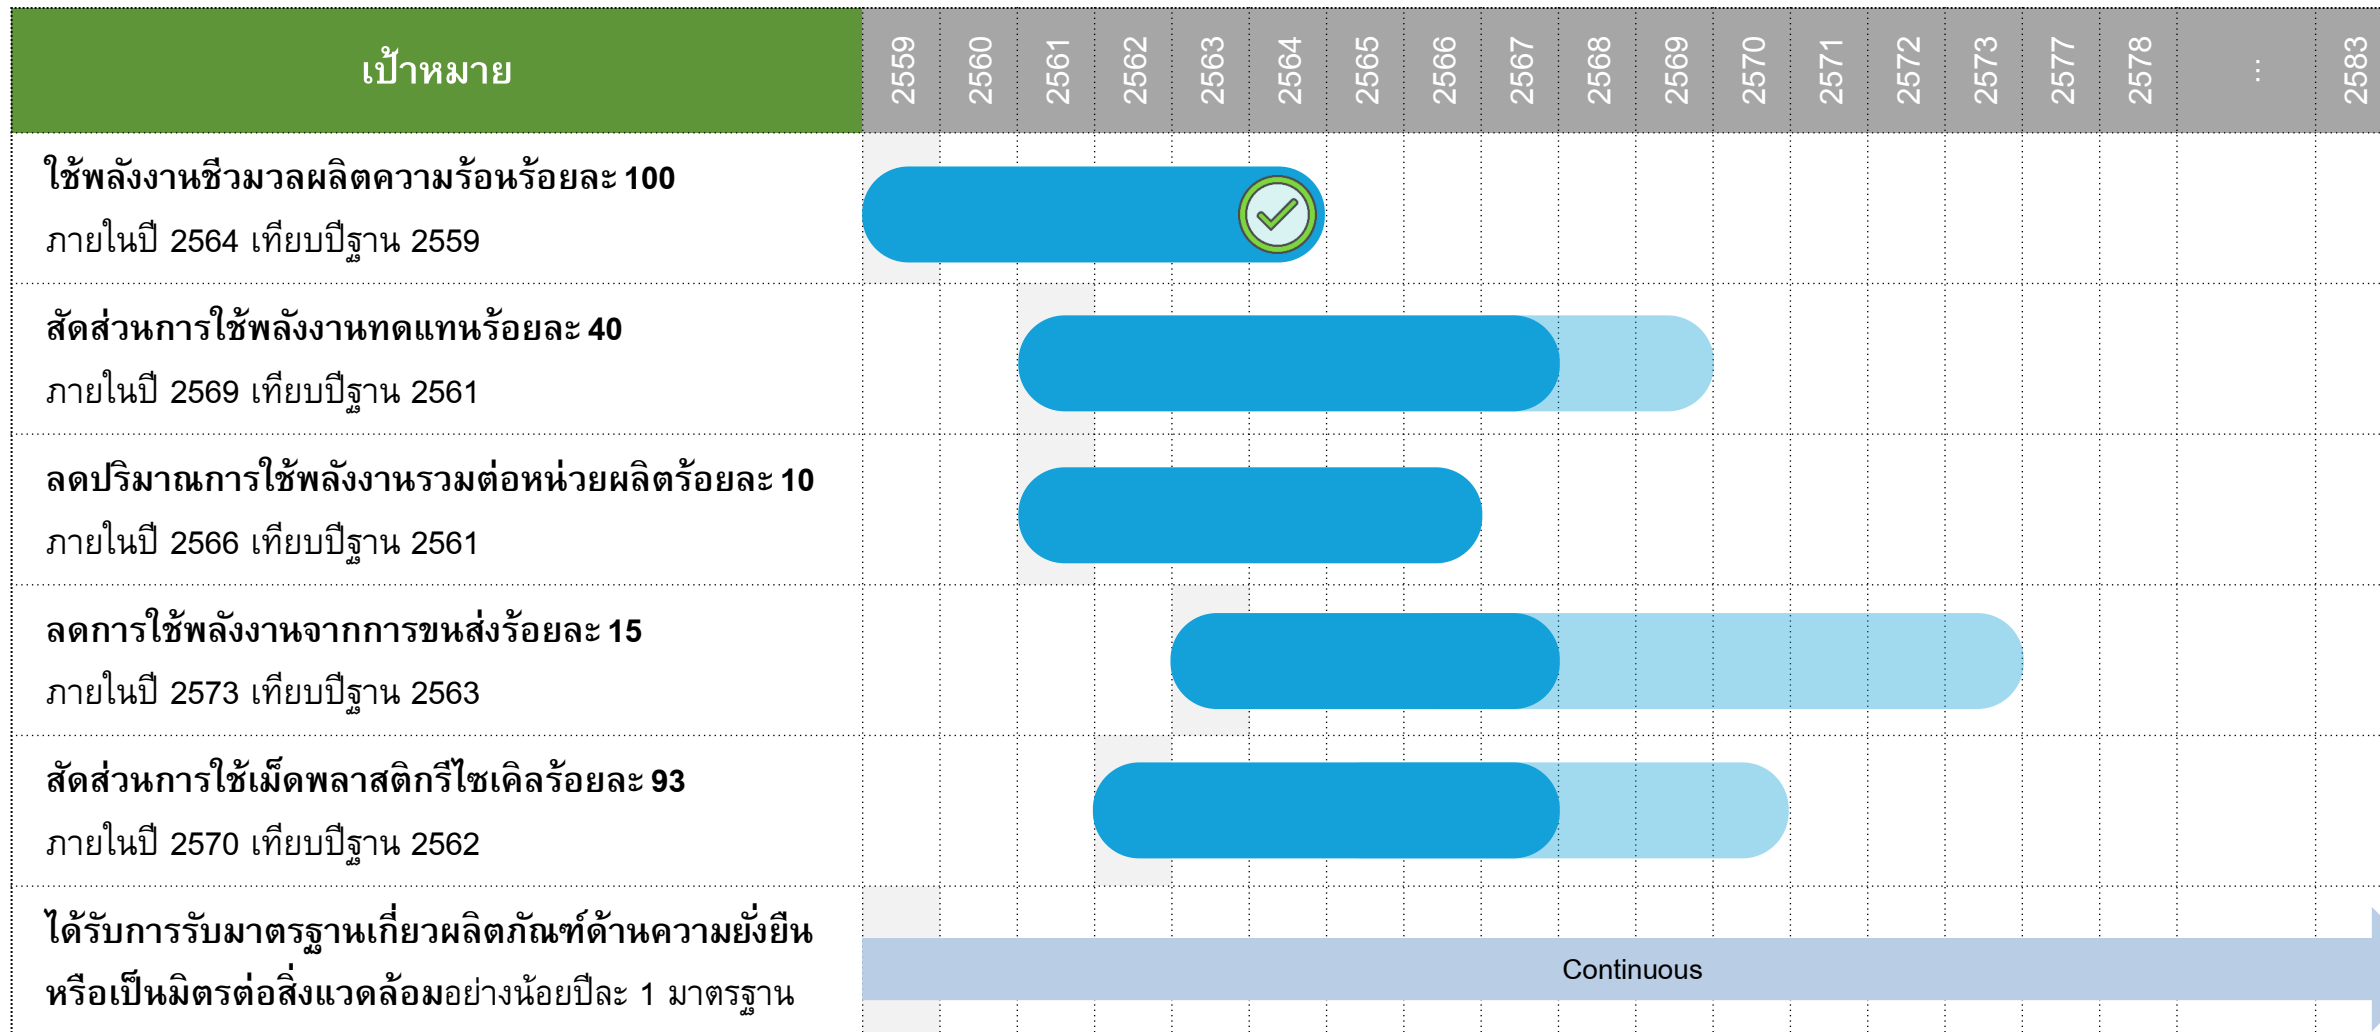 เป้าหมาย
2559 2560 2561 2562 2563 2564 2565 2566 2567 2568 2569 2570 2571 2572 2573 2577 2578 ... 2583
ใช้พลังงานชีวมวลผลิตความร้อนร้อยละ 100
ภายในปี 2564 เทียบปีฐาน 2559
สัดส่วนการใช้พลังงานทดแทนร้อยละ 40
ภายในปี 2569 เทียบปีฐาน 2561
ลดปริมาณการใช้พลังงานรวมต่อหน่วยผลิตร้อยละ 10
ภายในปี 2566 เทียบปีฐาน 2561
ลดการใช้พลังงานจากการขนส่งร้อยละ 15
ภายในปี 2573 เทียบปีฐาน 2563
สัดส่วนการใช้เม็ดพลาสติกรีไซเคิลร้อยละ 93
ภายในปี 2570 เทียบปีฐาน 2562
ได้รับการรับมาตรฐานเกี่ยวผลิตภัณฑ์ด้านความยั่งยืน
หรือเป็นมิตรต่อสิ่งแวดล้อมอย่างน้อยปีละ 1 มาตรฐาน
Continuous